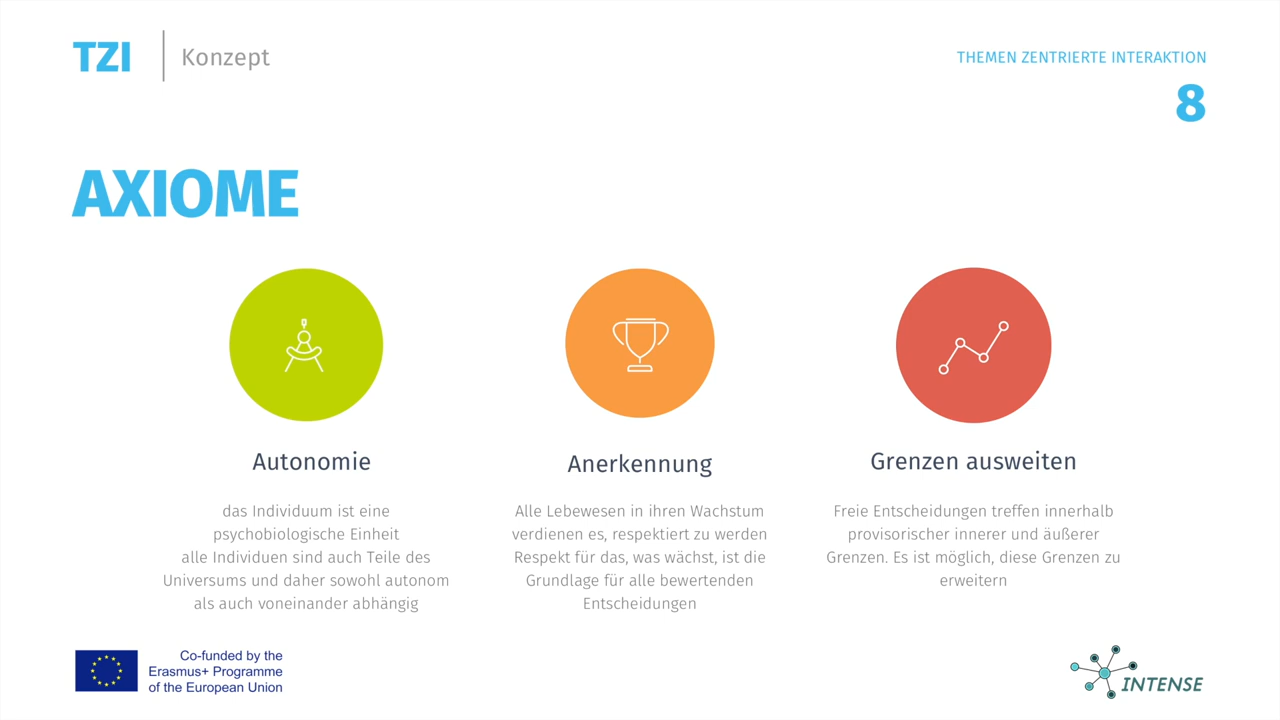 TZI
Konzept
THEMEN ZENTRIERTE INTERAKTION
8
AXIOME
Autonomie
das Individuum ist eine
psychobiologische Einheit
alle Individuen sind auch Teile des
Universums und daher sowohl autonom
als auch voneinander abhängig
Anerkennung
Alle Lebewesen in ihren Wachstum
verdienen es, respektiert zu werden
Respekt für das, was wächst, ist die
Grundlage für alle bewertenden
Entscheidungen
Grenzen ausweiten
Freie Entscheidungen treffen innerhalb
provisorischer innerer und äußerer
Grenzen. Es ist möglich, diese Grenzen zu
erweitern
Co-funded by the
Erasmus+ Programme
of the European Union
INTENSE